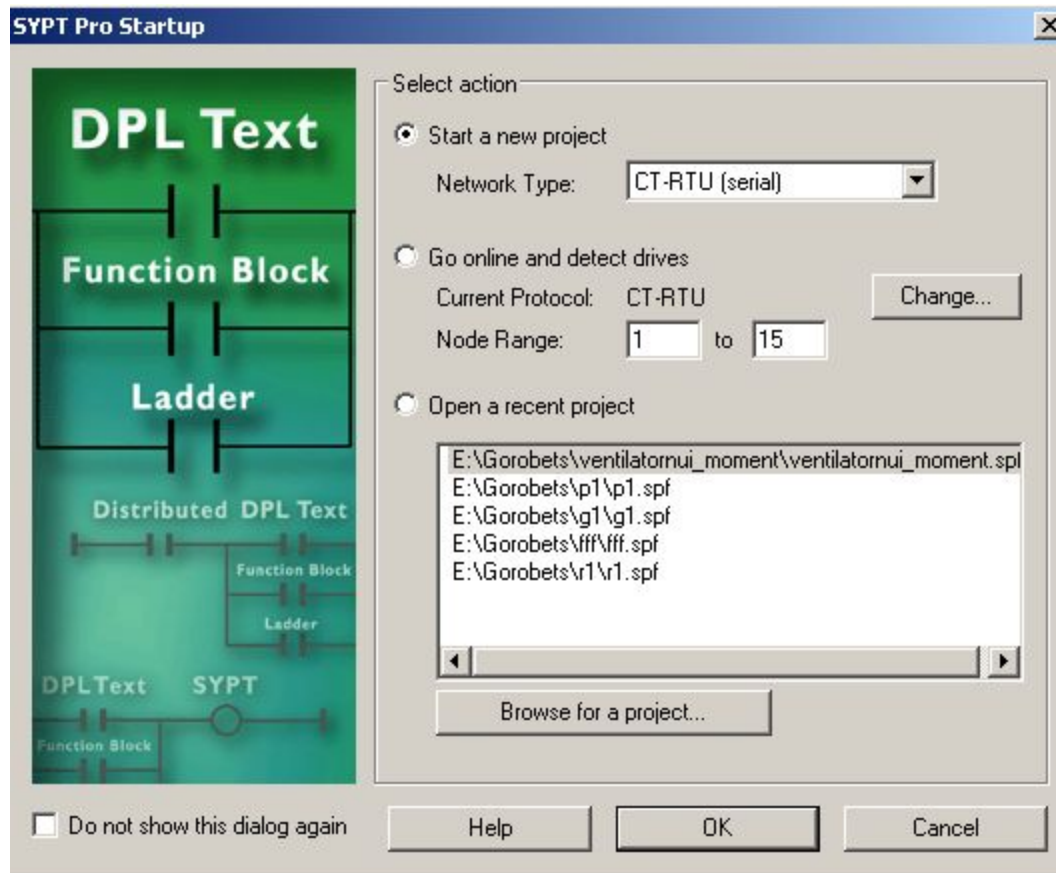 SYPT Pro Startup
DPL Text
Function Block
Ladder
Distributed DPL Text
Function Block
Ladder
DPLText SYPT
Function Block
Select action
Start a new project
Network Type: CT-RTU (serial)
Go online and detect drives
Current Protocol: CT-RTU Change...
Node Range: 1 to 15
Open a recent project
E:\Gorobets\ventilatornui_moment\ventilatornui_moment.spf
E:\Gorobets\p1\p1.spf
E:\Gorobets\g1\g1.spf
E:\Gorobets\fff\fff.spf
E:\Gorobets\r1\r1.spf
Browse for a project...
Do not show this dialog again Help OK Cancel